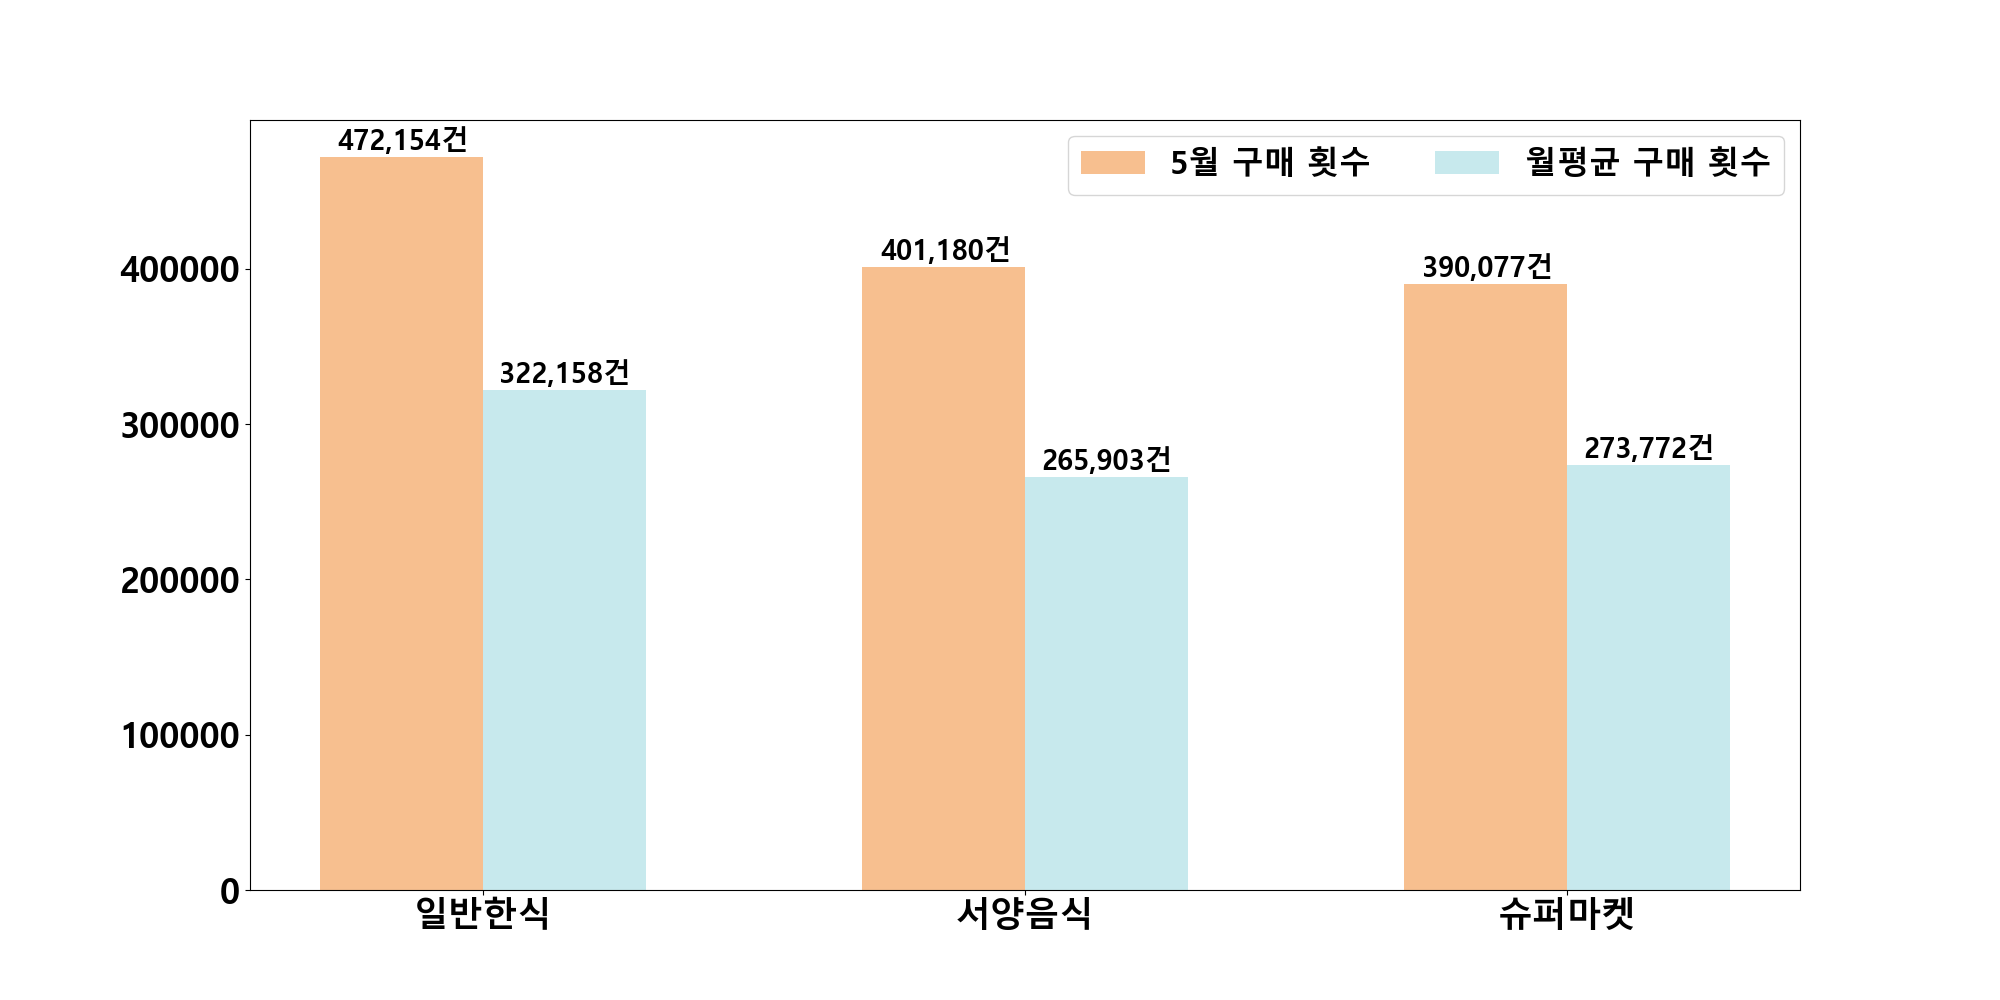 5월 구매 횟수 월평균 구매 횟수
472,154건
401,180건
390,077건
322,158건
265,903건
273,772건
400000
300000
200000
100000
0
일반한식 서양음식 슈퍼마켓